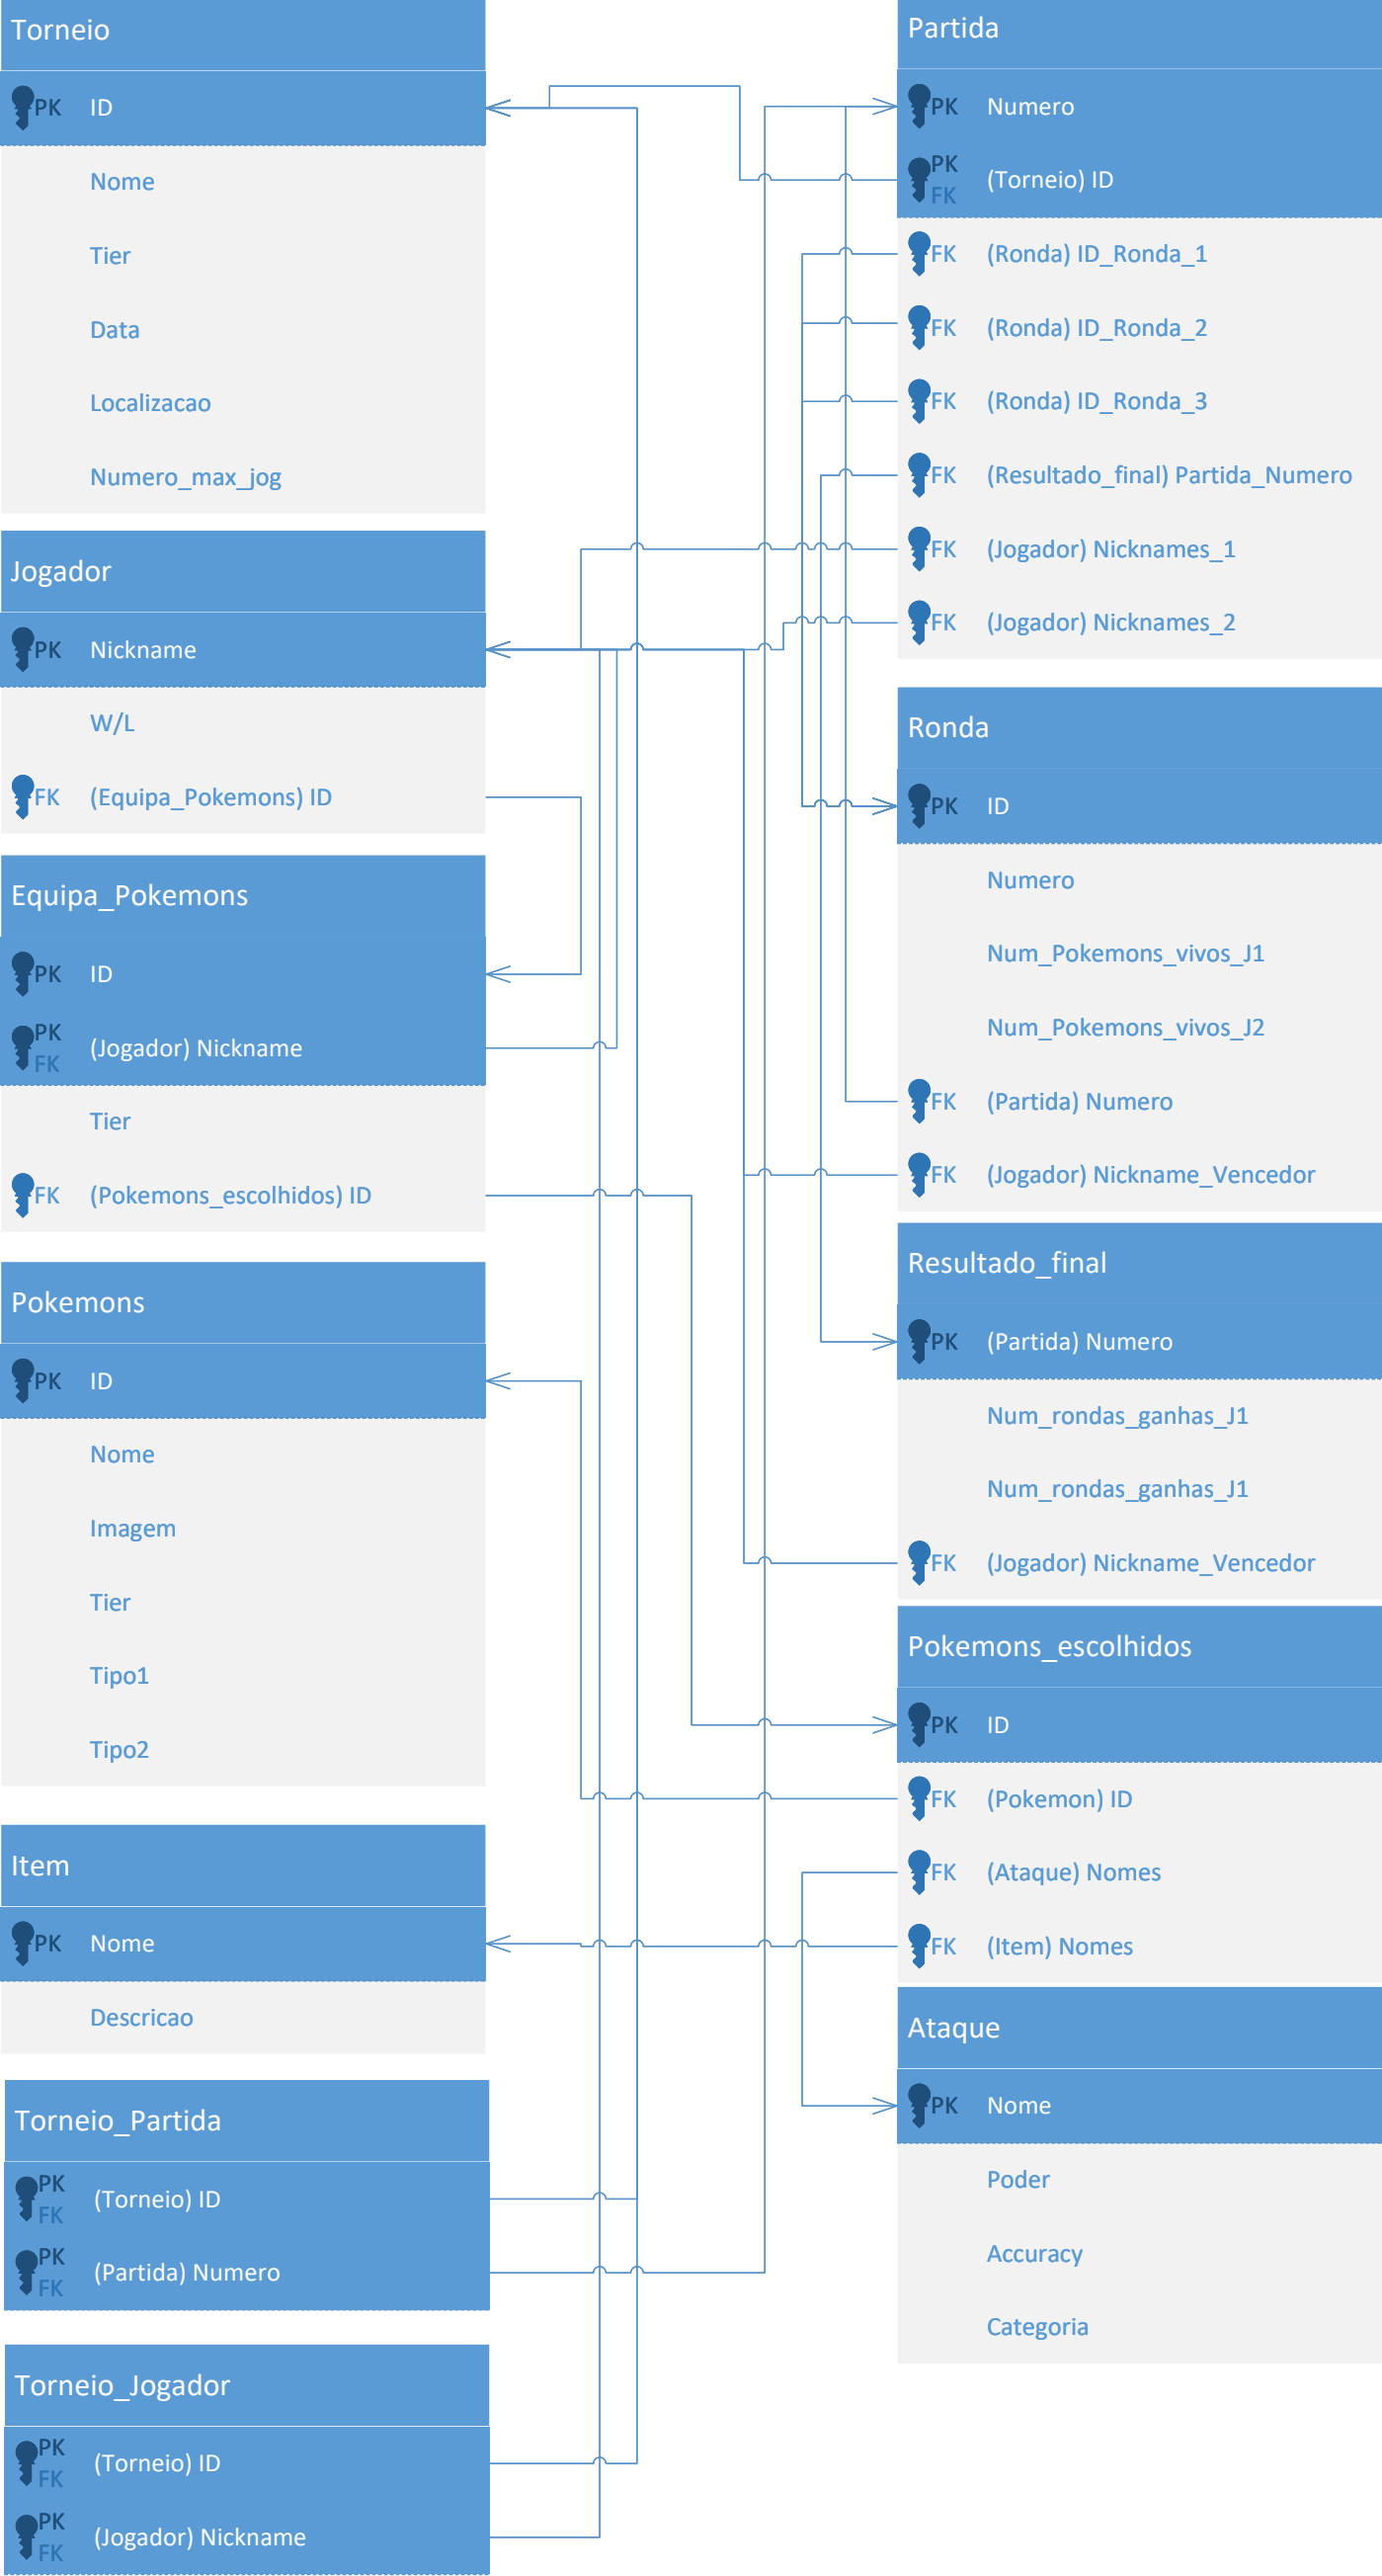 Torneio
PK ID
Nome
Tier
Data
Localizacao
Numero_max_jog
Jogador
PK Nickname
W/L
FK (Equipa_Pokemons) ID
Equipa_Pokemons
PK ID
PK FK (Jogador) Nickname
Tier
FK (Pokemons_escolhidos) ID
Pokemons
PK ID
Nome
Imagem
Tier
Tipo1
Tipo2
Item
PK Nome
Descricao
Torneio_Partida
PK FK (Torneio) ID
PK FK (Partida) Numero
Torneio_Jogador
PK FK (Torneio) ID
PK FK (Jogador) Nickname
Partida
PK Numero
PK FK (Torneio) ID
FK (Ronda) ID_Ronda_1
FK (Ronda) ID_Ronda_2
FK (Ronda) ID_Ronda_3
FK (Resultado_final) Partida_Numero
FK (Jogador) Nicknames_1
FK (Jogador) Nicknames_2
Ronda
PK ID
Numero
Num_Pokemons_vivos_J1
Num_Pokemons_vivos_J2
FK (Partida) Numero
FK (Jogador) Nickname_Vencedor
Resultado_final
PK (Partida) Numero
Num_rondas_ganhas_J1
Num_rondas_ganhas_J1
FK (Jogador) Nickname_Vencedor
Pokemons_escolhidos
PK ID
FK (Pokemon) ID
FK (Ataque) Nomes
FK (Item) Nomes
Ataque
PK Nome
Poder
Accuracy
Categoria